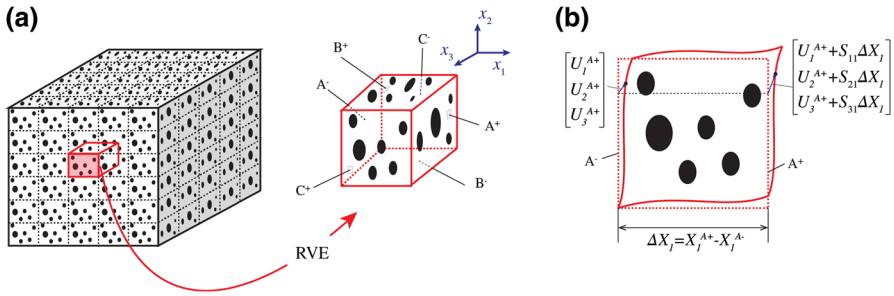 (a)
B⁺
C⁻
A⁻
x₂
x₃
x₁
A⁺
C⁺
B⁻
RVE
(b)
U₁ᴬ⁺
U₂ᴬ⁺
U₃ᴬ⁺
U₁ᴬ⁺+S₁₁ΔX₁
U₂ᴬ⁺+S₂₁ΔX₁
U₃ᴬ⁺+S₃₁ΔX₁
A⁻
A⁺
ΔX₁=X₁ᴬ⁺-X₁ᴬ⁻